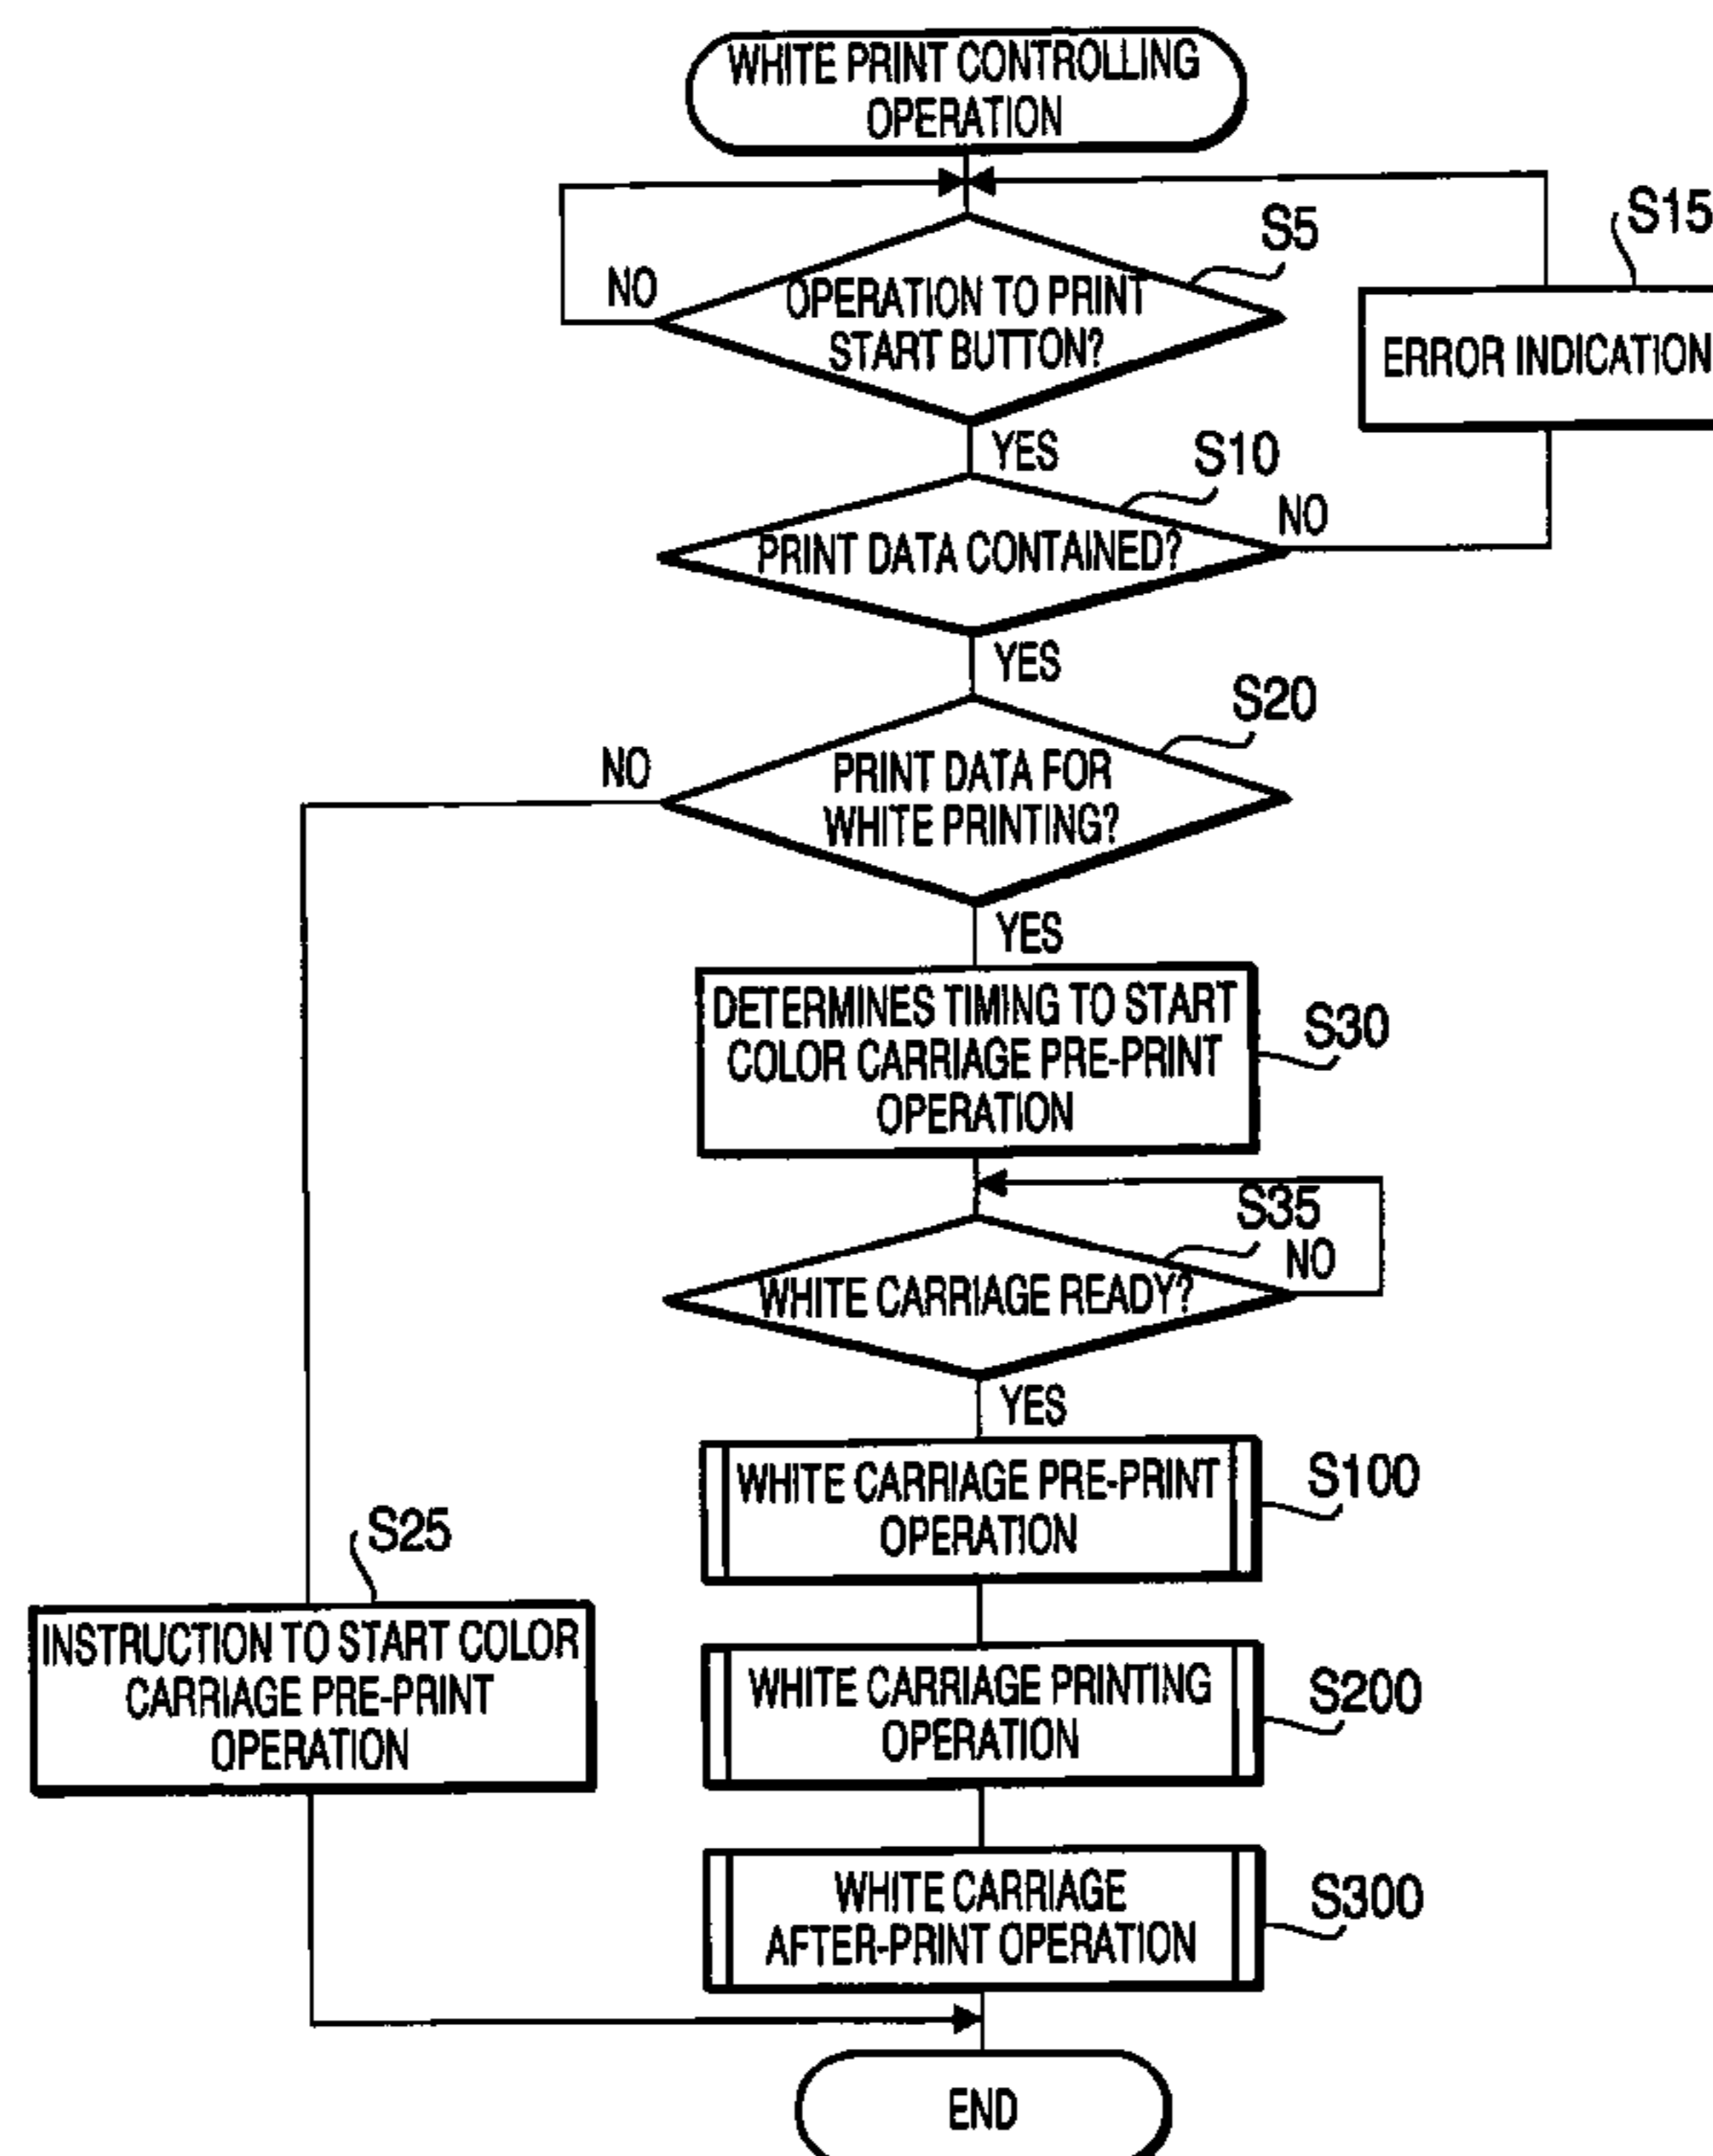 WHITE PRINT CONTROLLING
OPERATION
S5
S15
NO
OPERATION TO PRINT
START BUTTON?
ERROR INDICATION
YES
S10
NO
PRINT DATA CONTAINED?
YES
S20
NO
PRINT DATA FOR
WHITE PRINTING?
YES
DETERMINES TIMING TO START
COLOR CARRIAGE PRE-PRINT
OPERATION
S30
S35
NO
WHITE CARRIAGE READY?
YES
WHITE CARRIAGE PRE-PRINT
OPERATION
S100
S25
INSTRUCTION TO START COLOR
CARRIAGE PRE-PRINT
OPERATION
WHITE CARRIAGE PRINTING
OPERATION
S200
WHITE CARRIAGE
AFTER-PRINT OPERATION
S300
END